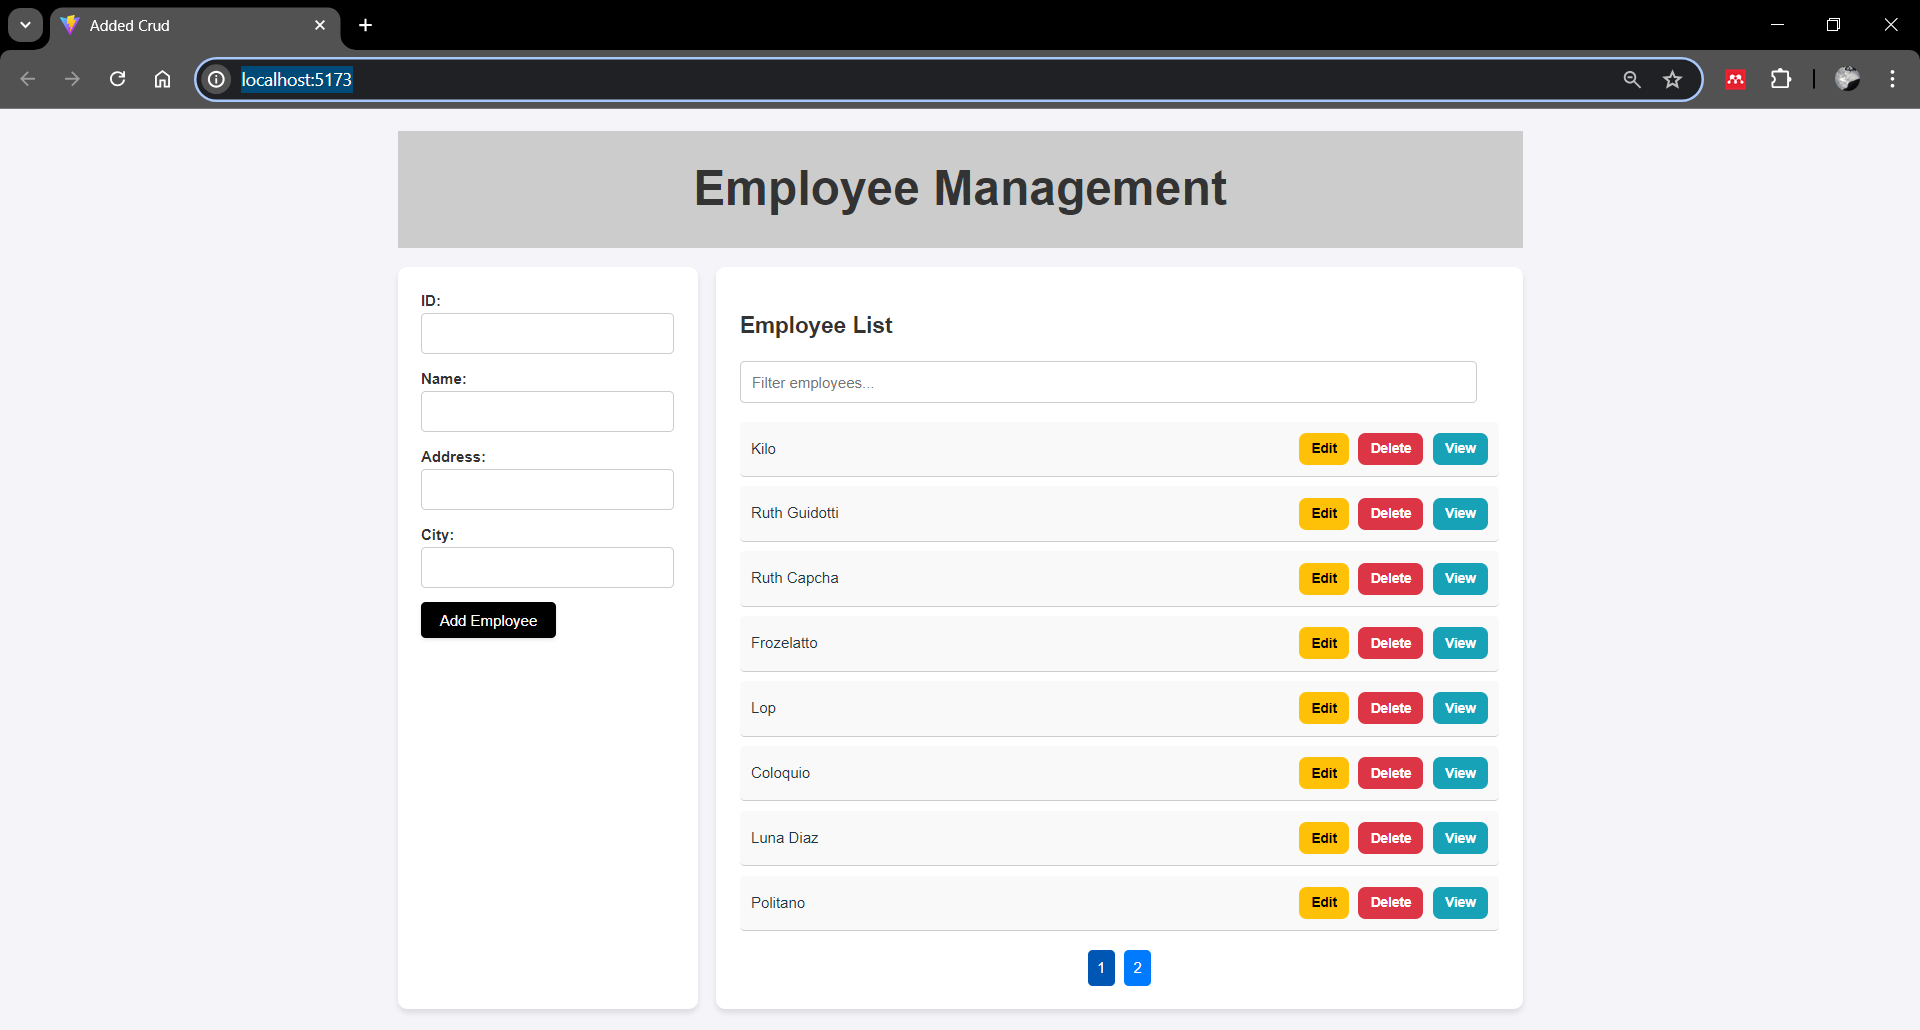 Added Crud
localhost:5173
Employee Management
ID:
Name:
Address:
City:
Add Employee
Employee List
Filter employees...
Kilo Edit Delete View
Ruth Guidotti Edit Delete View
Ruth Capcha Edit Delete View
Frozelatto Edit Delete View
Lop Edit Delete View
Coloquio Edit Delete View
Luna Diaz Edit Delete View
Politano Edit Delete View
1 2